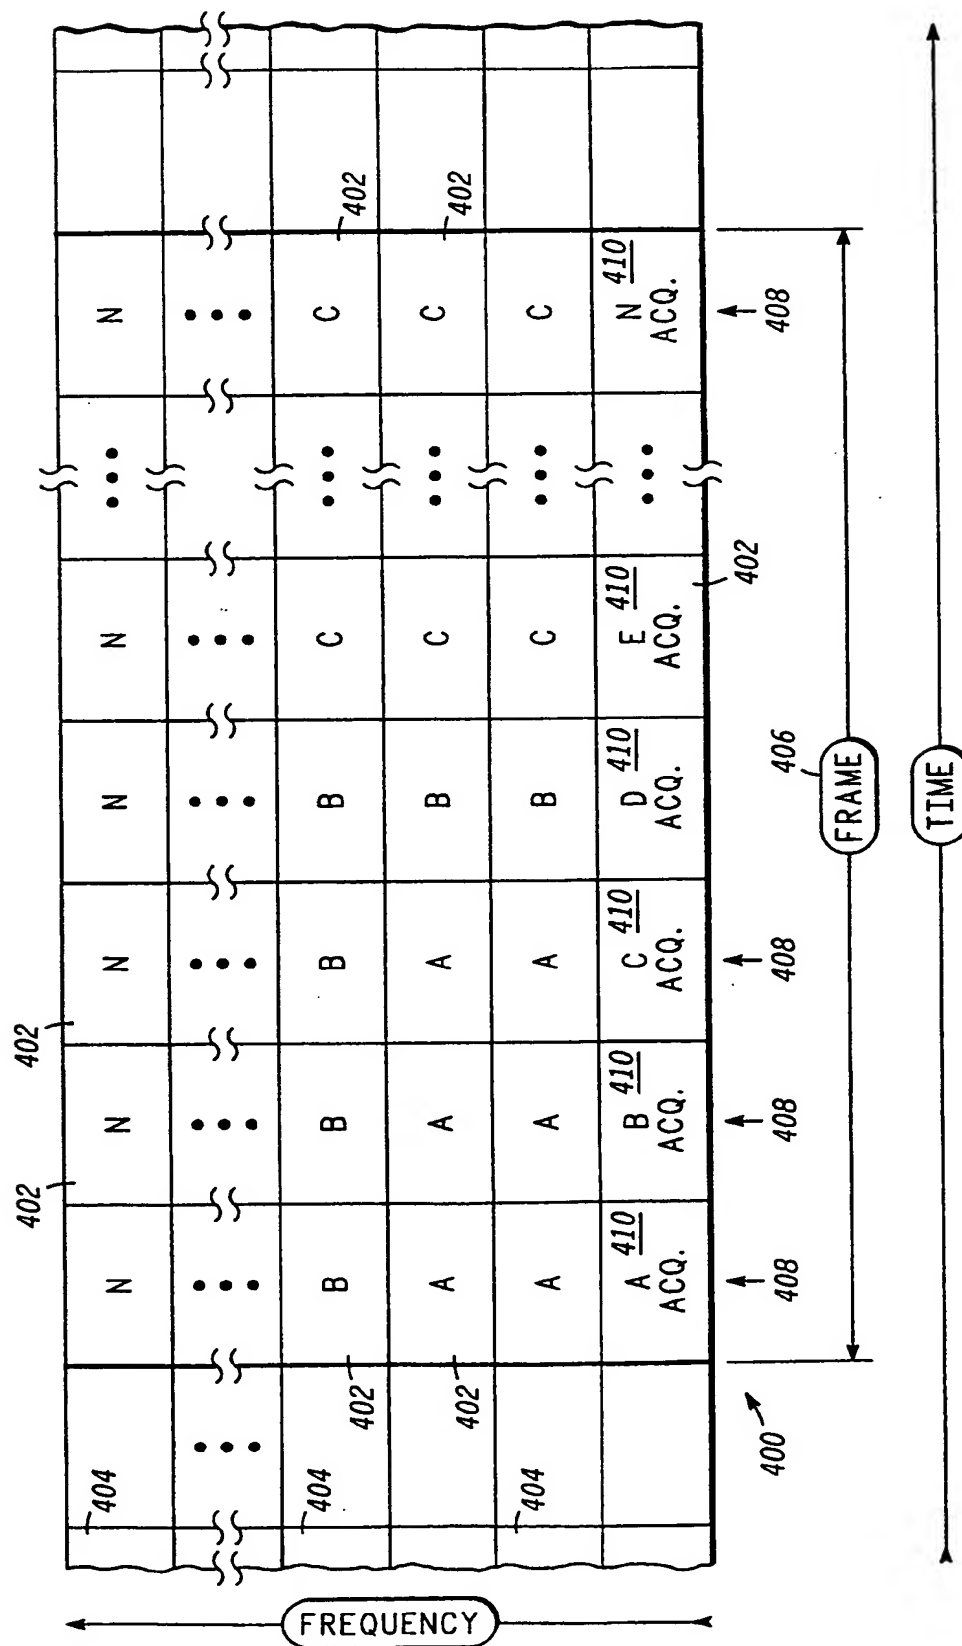 402 402
404 N N N N N ••• N
••• ••• ••• ••• ••• ••• •••
404 402 B B B B C ••• C 402
402 A A A B C ••• C 402
404 A A A B C ••• C
A 410 B 410 C 410 D 410 E 410 ••• N 410
ACQ. ACQ. ACQ. ACQ. ACQ. ACQ.
402
400 408 408 408 408
406
FRAME
TIME
FREQUENCY